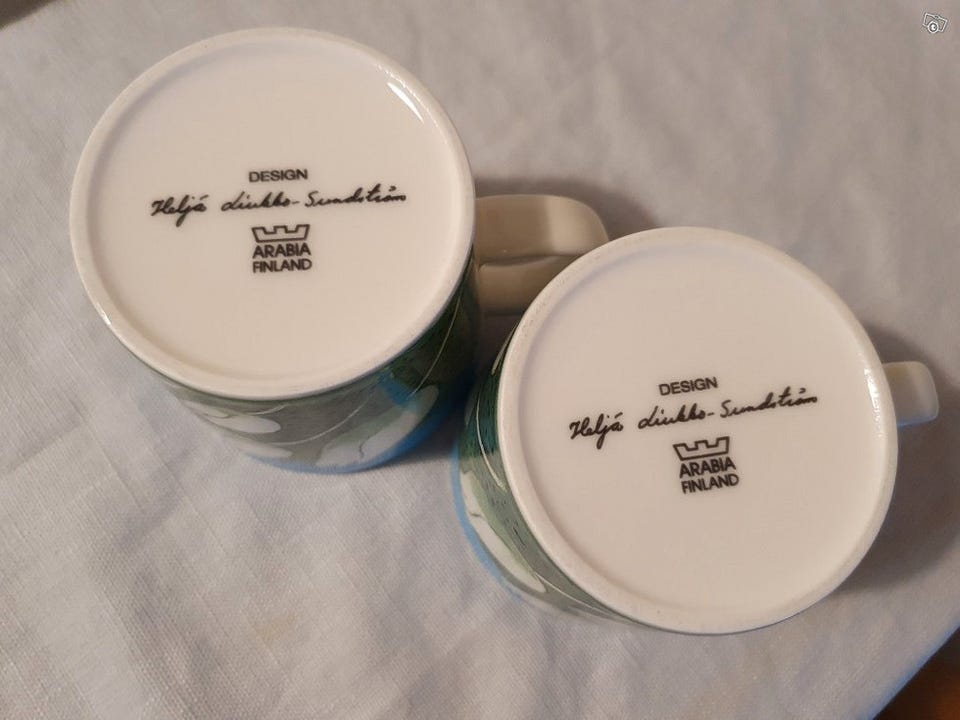 DESIGN
Heljä Liukko-Sundström
ARABIA
FINLAND
DESIGN
Heljä Liukko-Sundström
ARABIA
FINLAND